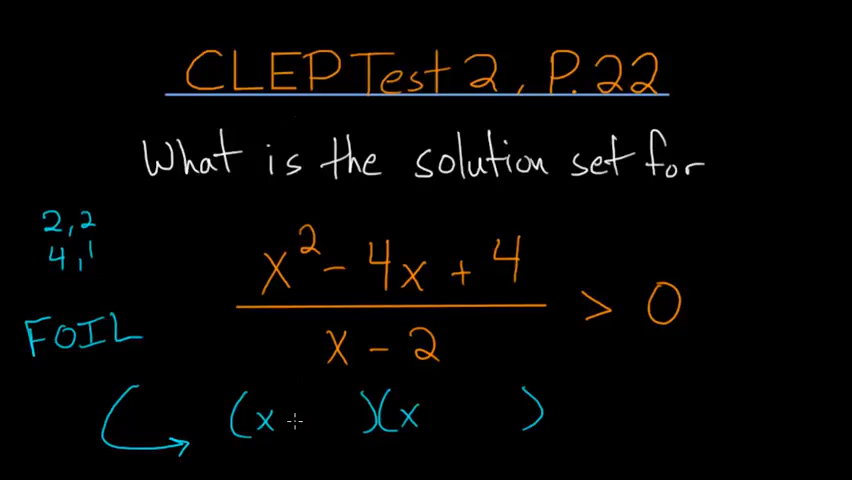 CLEP Test 2, P.22
What is the solution set for
2,2
4,1
x² - 4x + 4
x - 2
> 0
FOIL
(x )(x )